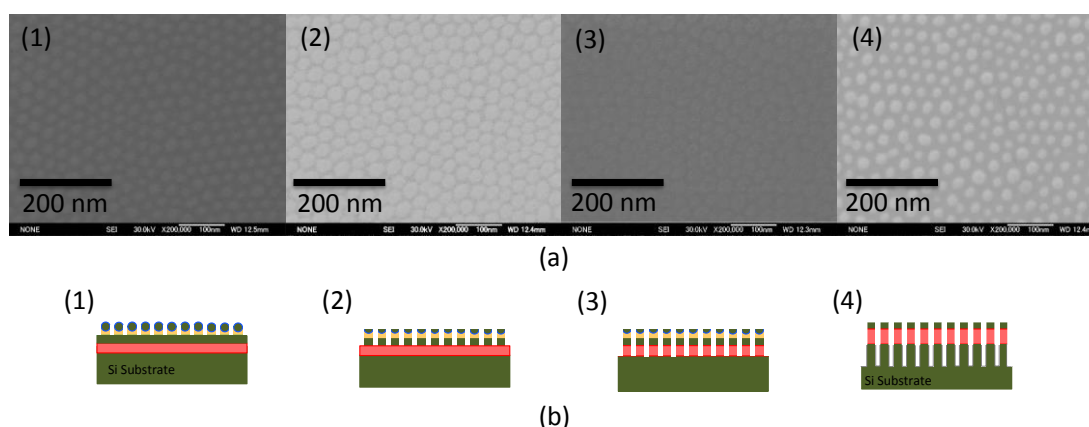 (1) (2) (3) (4)
200 nm 200 nm 200 nm 200 nm
NONE SEI 30.0kV X200,000 100nm WD 12.5mm NONE SEI 30.0kV X200,000 100nm WD 12.4mm NONE SEI 30.0kV X200,000 100nm WD 12.3mm NONE SEI 30.0kV X200,000 100nm WD 12.4m
(a)
(1) (2) (3) (4)
Si Substrate Si Substrate
(b)